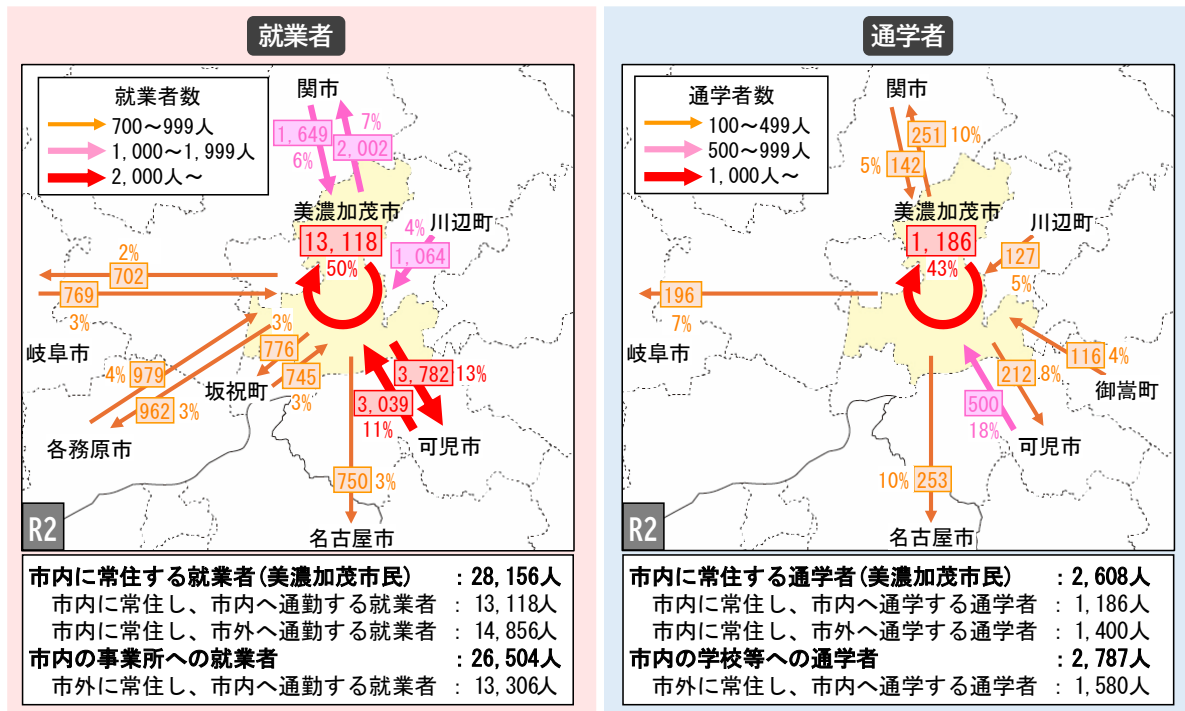 就業者
就業者数
700～999人
1,000～1,999人
2,000人～
関市
1,649
6%
7%
2,002
美濃加茂市
13,118
50%
川辺町
4%
1,064
2%
702
769
3%
岐阜市
3%
776
745
3%
坂祝町
4%
979
962
3%
各務原市
3,782
13%
3,039
11%
可児市
750
3%
名古屋市
R2
市内に常住する就業者(美濃加茂市民) : 28,156人
市内に常住し、市内へ通勤する就業者 : 13,118人
市内に常住し、市外へ通勤する就業者 : 14,856人
市内の事業所への就業者 : 26,504人
市外に常住し、市内へ通勤する就業者 : 13,306人
通学者
通学者数
100～499人
500～999人
1,000人～
関市
251
10%
5%
142
美濃加茂市
1,186
43%
川辺町
127
5%
196
7%
岐阜市
116
4%
御嵩町
212
8%
500
18%
可児市
10%
253
名古屋市
R2
市内に常住する通学者(美濃加茂市民) : 2,608人
市内に常住し、市内へ通学する通学者 : 1,186人
市内に常住し、市外へ通学する通学者 : 1,400人
市内の学校等への通学者 : 2,787人
市外に常住し、市内へ通学する通学者 : 1,580人